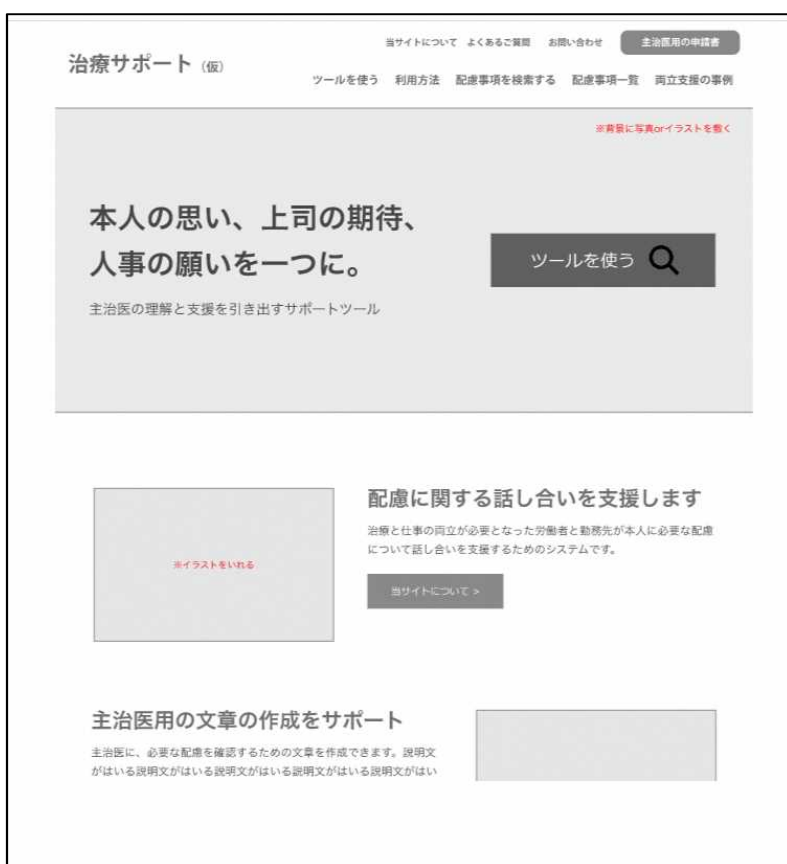 当サイトについて よくあるご質問 お問い合わせ 主治医用の申請書
治療サポート（仮）
ツールを使う 利用方法 配慮事項を検索する 配慮事項一覧 両立支援の事例
※背景に写真orイラストを敷く
本人の思い、上司の期待、
人事の願いを一つに。
ツールを使う
主治医の理解と支援を引き出すサポートツール
配慮に関する話し合いを支援します
治療と仕事の両立が必要となった労働者と勤務先が本人に必要な配慮
について話し合いを支援するためのシステムです。
※イラストをいれる
当サイトについて >
主治医用の文章の作成をサポート
主治医に、必要な配慮を確認するための文章を作成できます。説明文
がはいる説明文がはいる説明文がはいる説明文がはいる説明文がはい